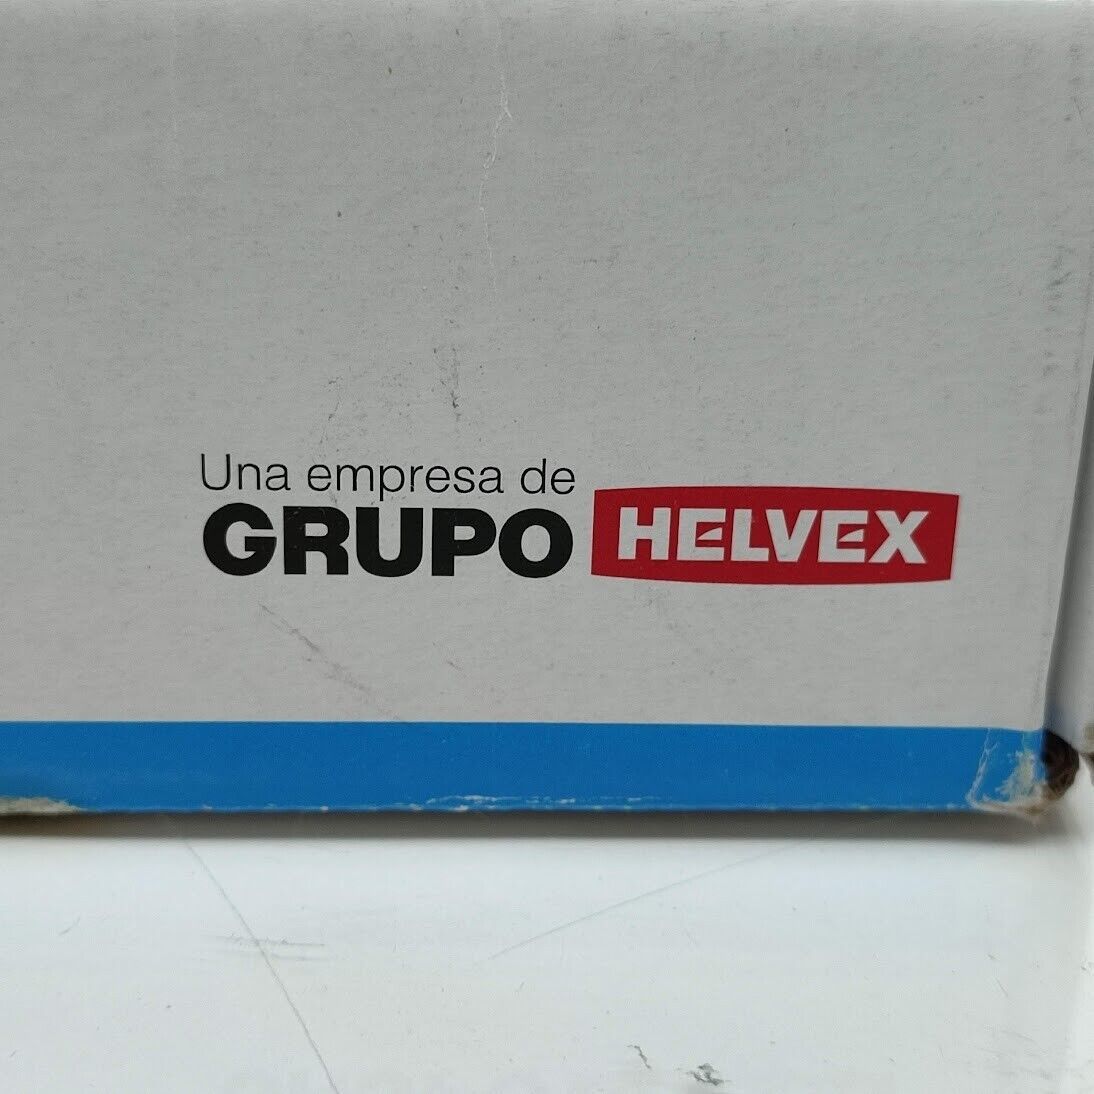 Una empresa de
GRUPO HELVEX